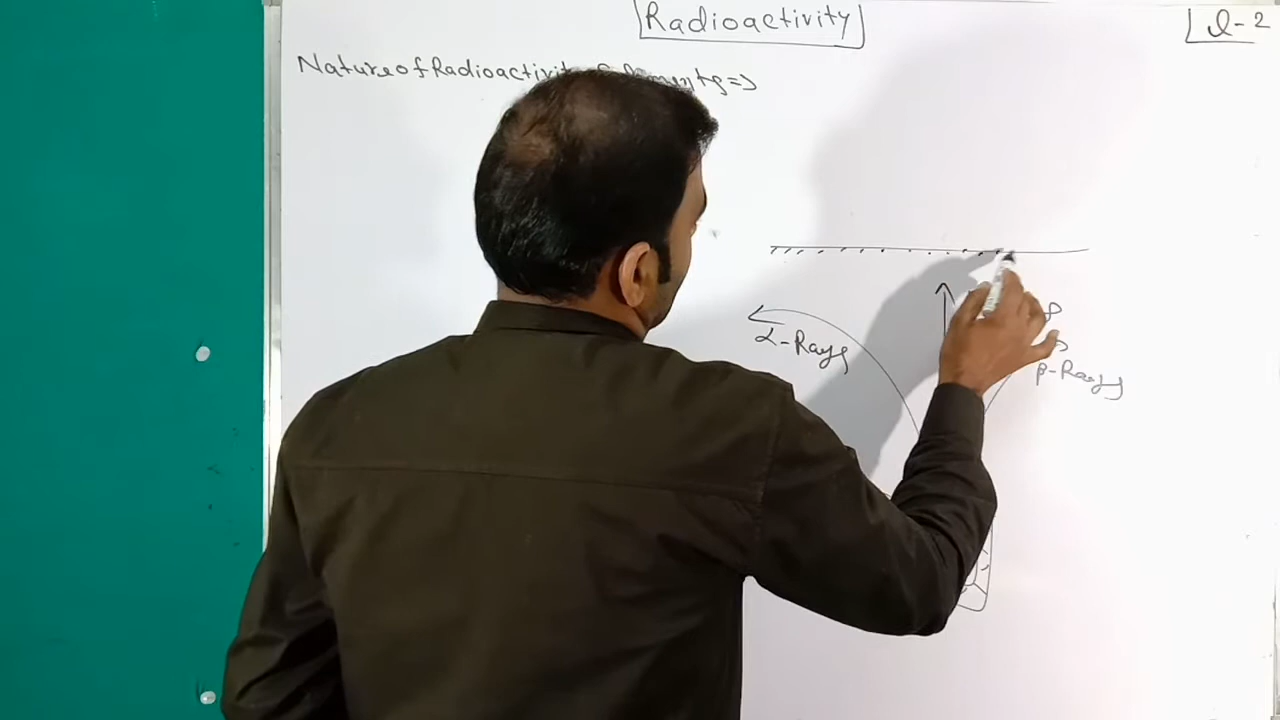 Radioactivity
L-2
Nature of Radioactivity =>
α-Rays
β-Rays